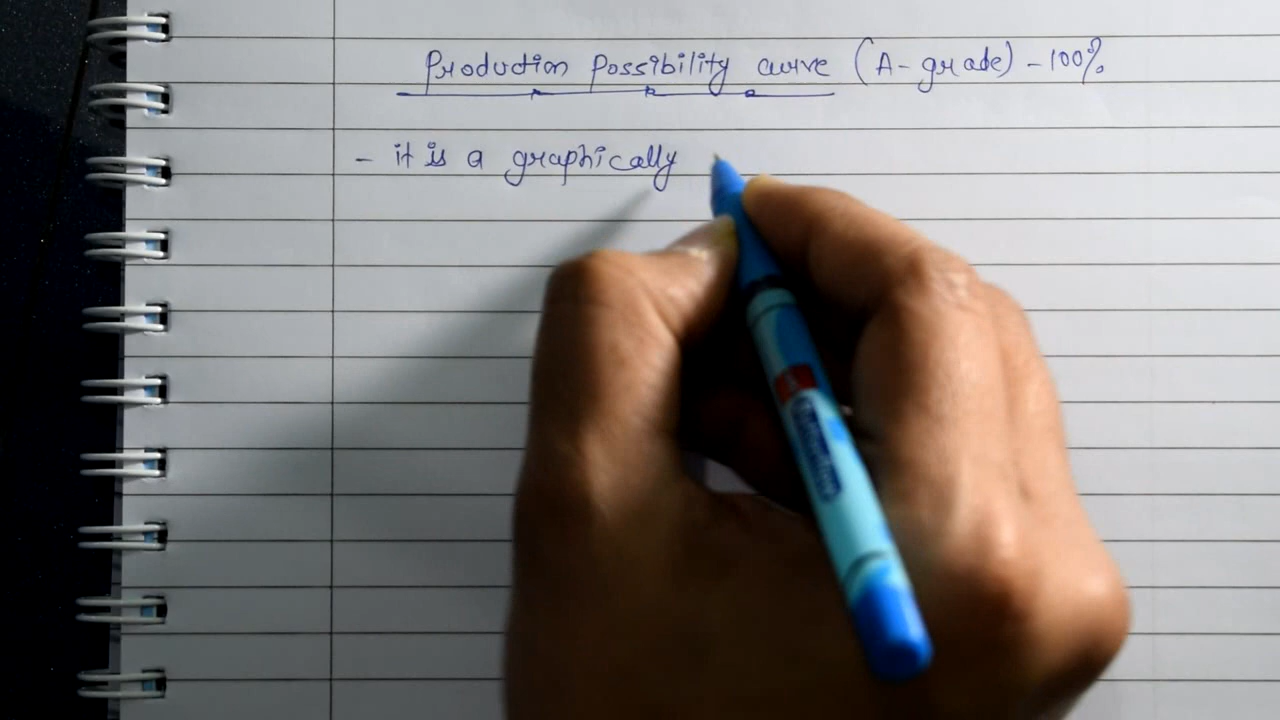 Production Possibility curve (A-grade) - 100%
- it is a graphically